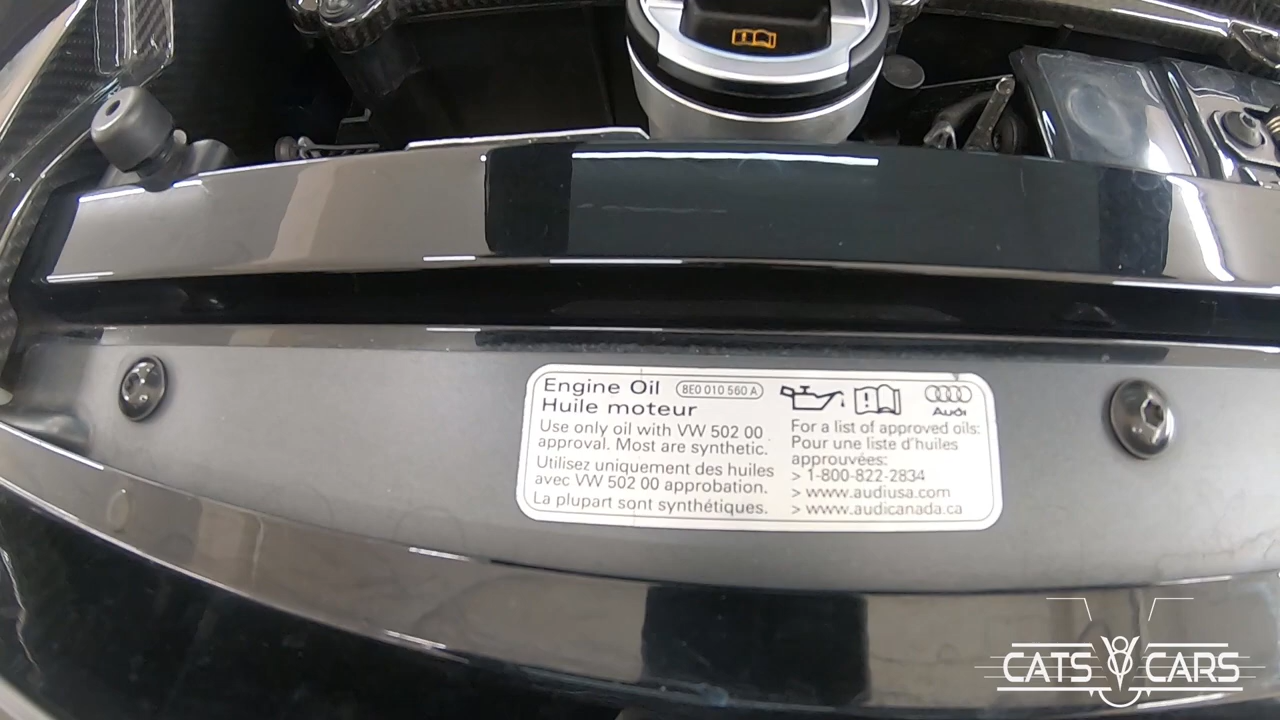 Engine Oil 8E0 010 560 A
Huile moteur
Use only oil with VW 502 00
approval. Most are synthetic.
Utilisez uniquement des huiles
avec VW 502 00 approbation.
La plupart sont synthétiques.
Audi
For a list of approved oils:
Pour une liste d'huiles
approuvées:
> 1-800-822-2834
> www.audiusa.com
> www.audicanada.ca
CATS CARS